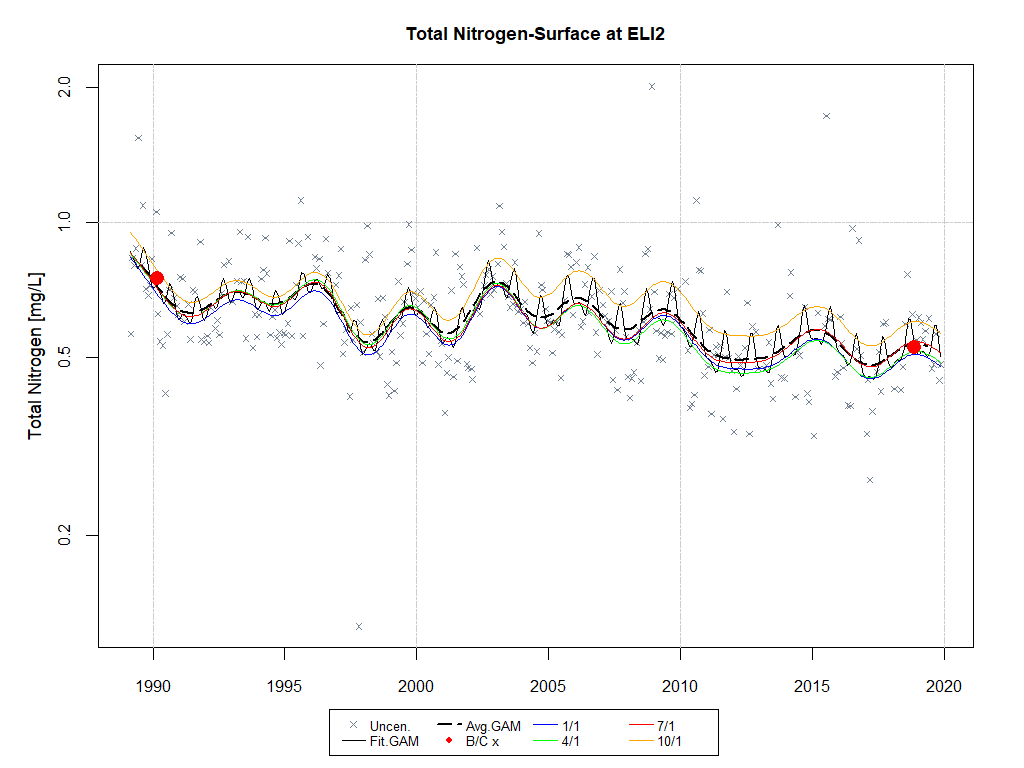 Total Nitrogen-Surface at ELI2
Total Nitrogen [mg/L]
2.0
1.0
0.5
0.2
1990 1995 2000 2005 2010 2015 2020
Uncen. Avg.GAM 1/1 7/1
Fit.GAM B/C x 4/1 10/1